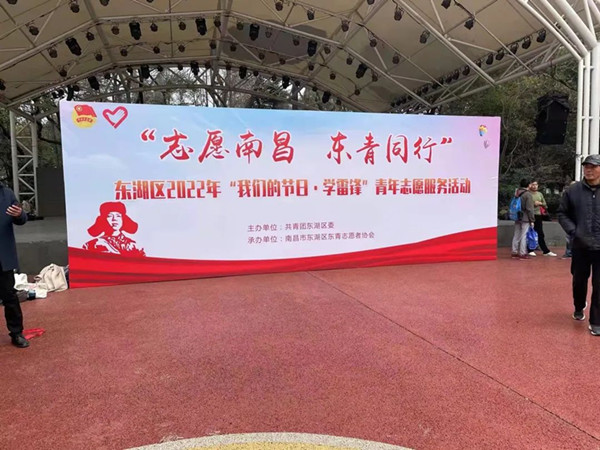 “志愿南昌 东青同行”
东湖区2022年“我们的节日·学雷锋”青年志愿服务活动
主办单位：共青团东湖区委
承办单位：南昌市东湖区东青志愿者协会